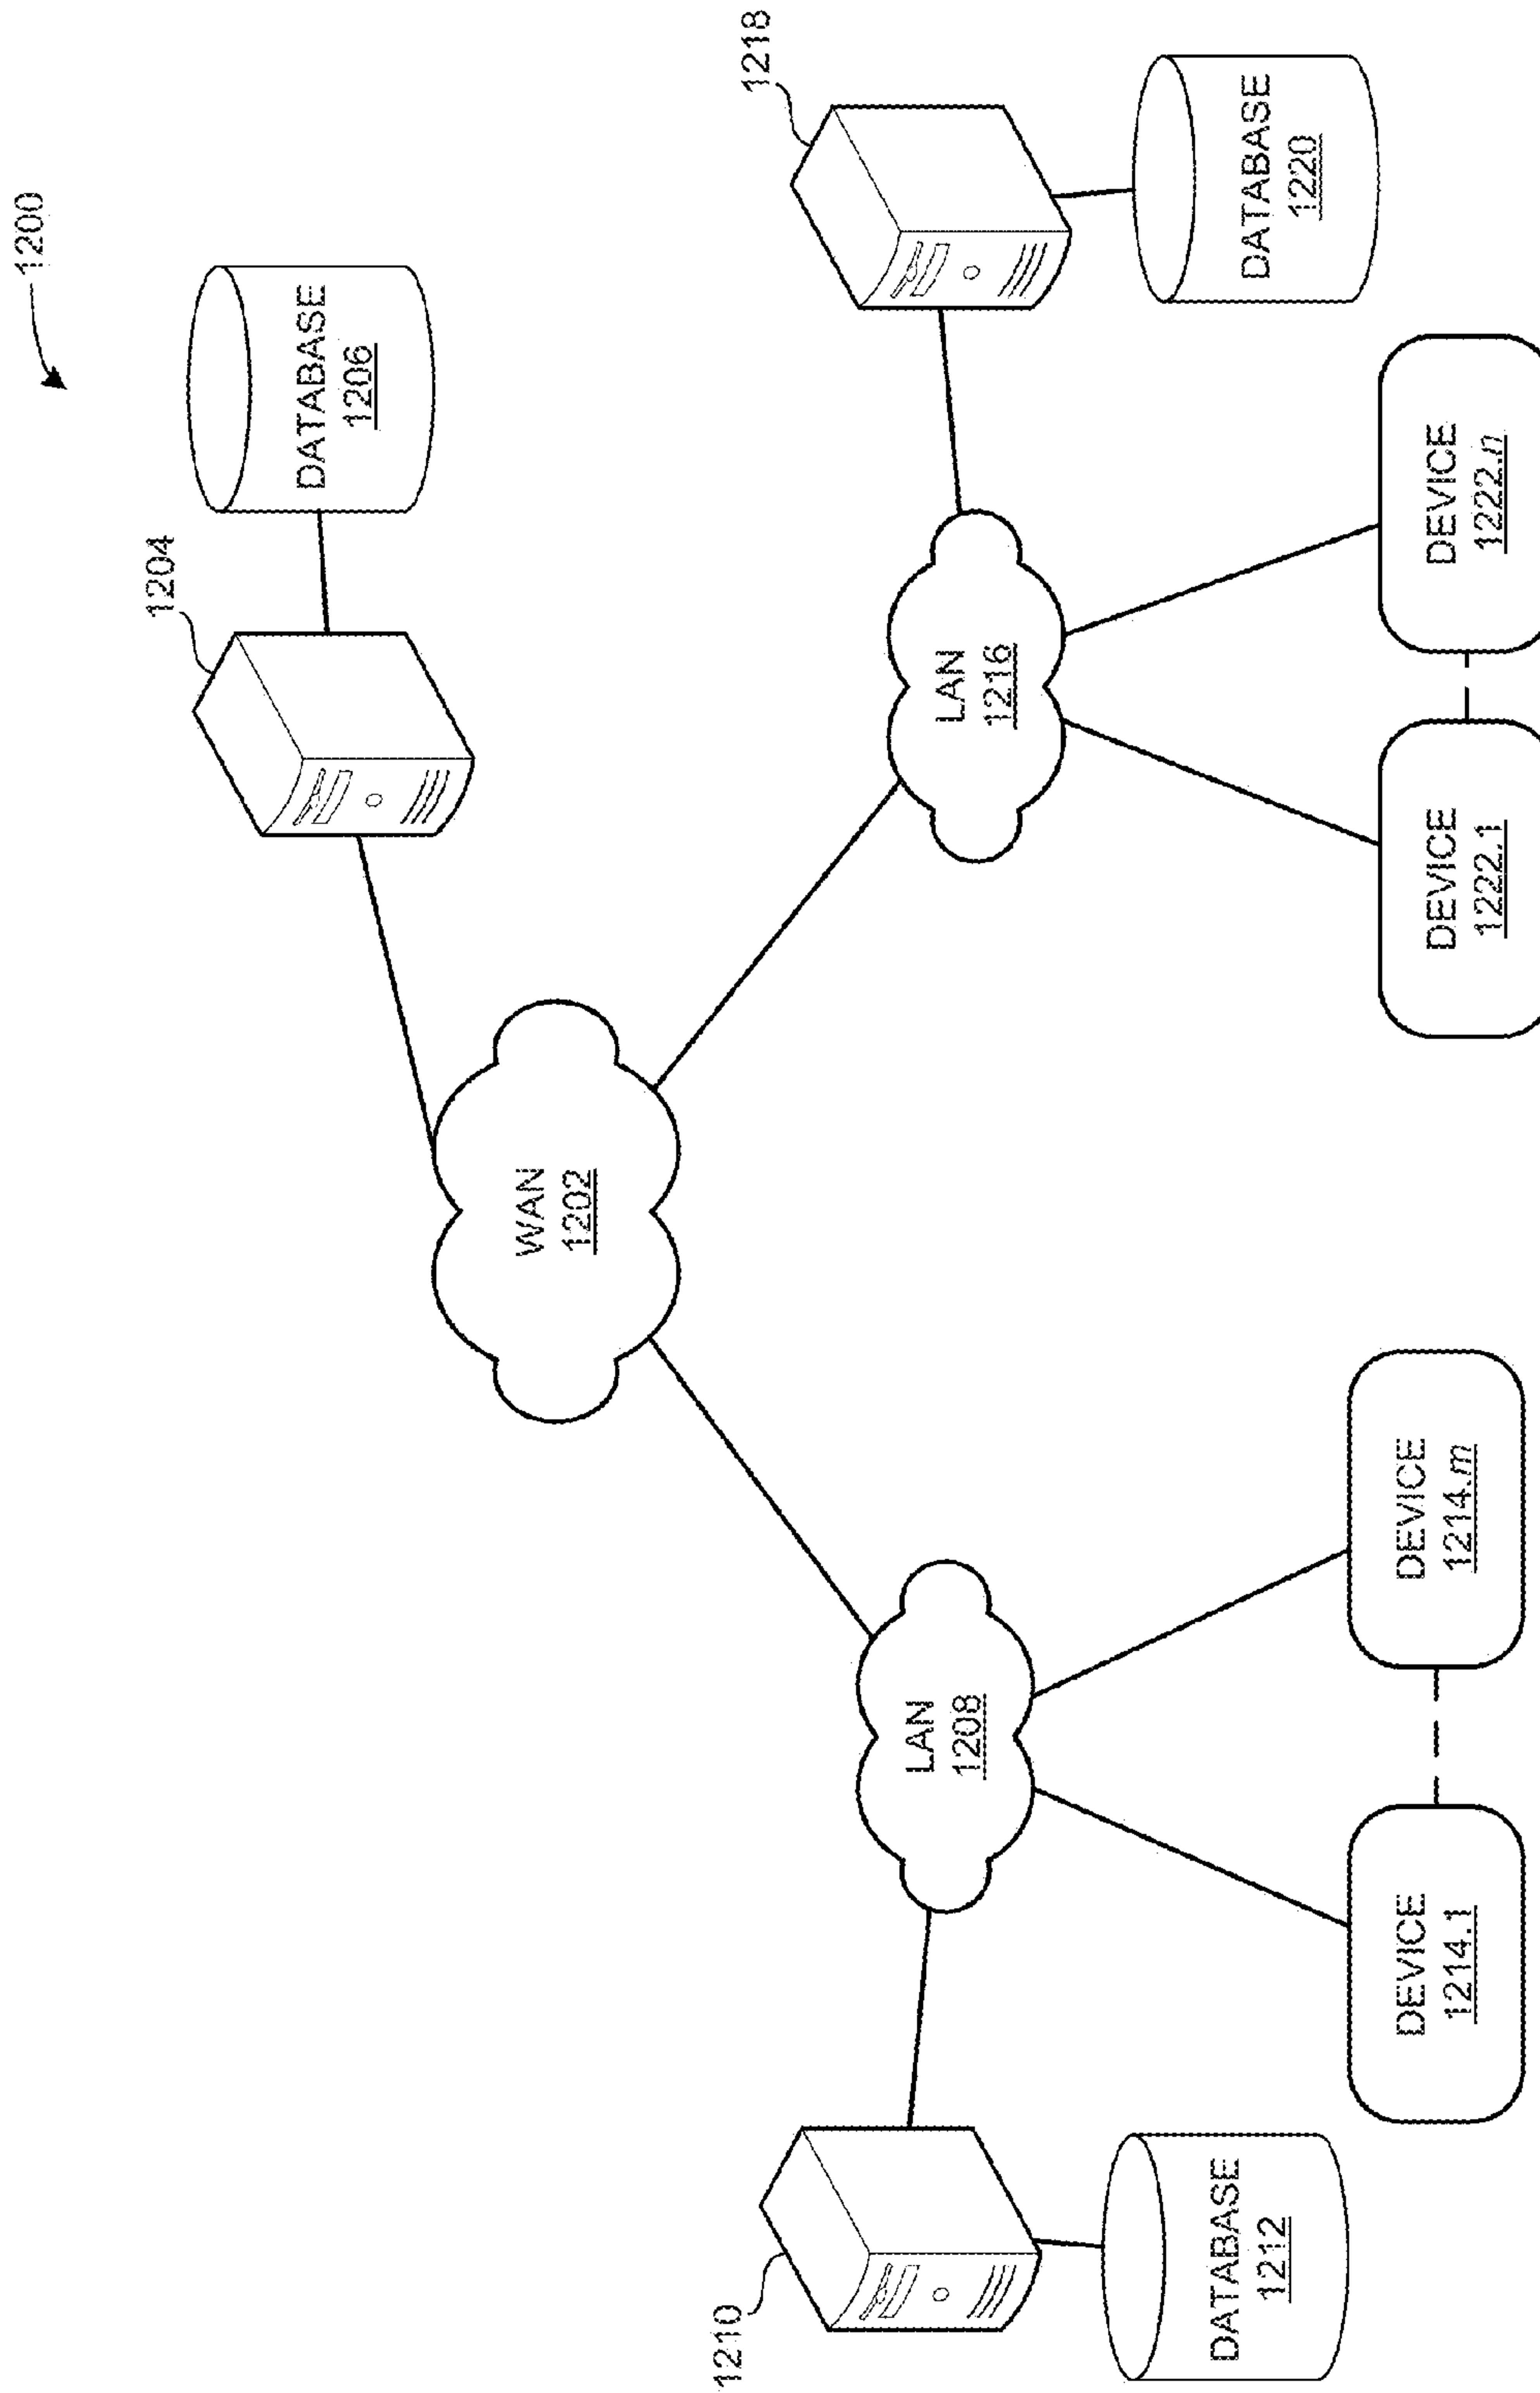 1200
1204
DATABASE
1206
WAN
1202
1210
DATABASE
1212
LAN
1208
DEVICE
1214.1
DEVICE
1214.m
LAN
1216
1218
DATABASE
1220
DEVICE
1222.1
DEVICE
1222.n